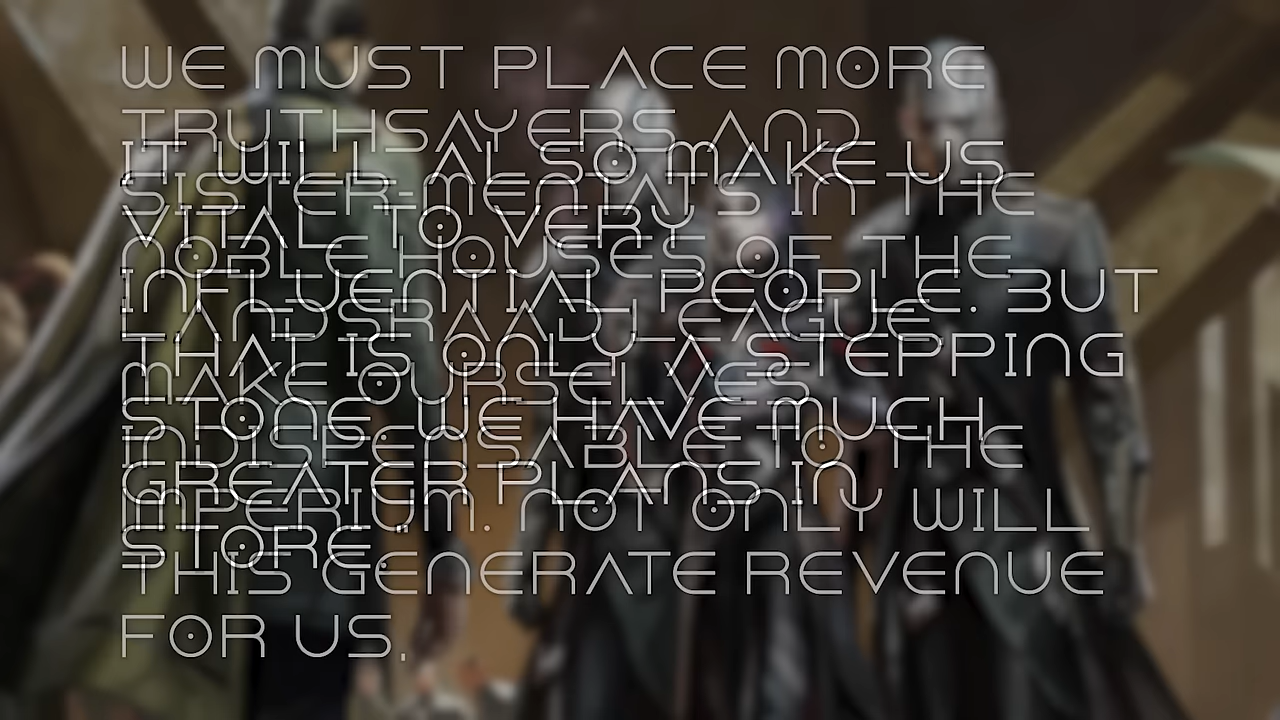 WE MUST PLACE MORE
TRUTHSAYERS AND
SISTER-MENTATS IN THE
NOBLE HOUSES OF THE
LANDSRAAD LEAGUE,
MAKE OURSELVES
INDISPENSABLE TO THE
IMPERIUM. NOT ONLY WILL
THIS GENERATE REVENUE
FOR US,
IT WILL ALSO MAKE US
VITAL TO VERY
INFLUENTIAL PEOPLE. BUT
THAT IS ONLY A STEPPING
STONE. WE HAVE MUCH
GREATER PLANS IN
STORE."